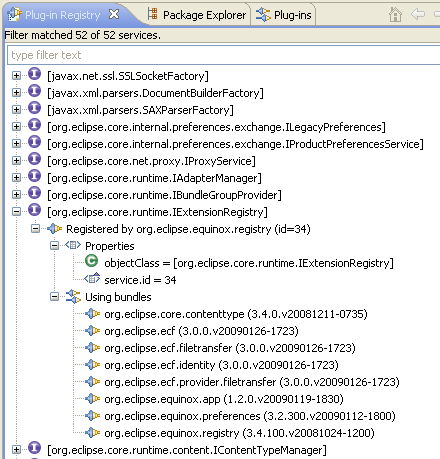 Plug-in Registry Package Explorer Plug-ins
Filter matched 52 of 52 services.
type filter text
[javax.net.ssl.SSLSocketFactory]
[javax.xml.parsers.DocumentBuilderFactory]
[javax.xml.parsers.SAXParserFactory]
[org.eclipse.core.internal.preferences.exchange.ILegacyPreferences]
[org.eclipse.core.internal.preferences.exchange.IProductPreferencesService]
[org.eclipse.core.net.proxy.IProxyService]
[org.eclipse.core.runtime.IAdapterManager]
[org.eclipse.core.runtime.IBundleGroupProvider]
[org.eclipse.core.runtime.IExtensionRegistry]
Registered by org.eclipse.equinox.registry (id=34)
Properties
objectClass = [org.eclipse.core.runtime.IExtensionRegistry]
service.id = 34
Using bundles
org.eclipse.core.contenttype (3.4.0.v20081211-0735)
org.eclipse.ecf (3.0.0.v20090126-1723)
org.eclipse.ecf.filetransfer (3.0.0.v20090126-1723)
org.eclipse.ecf.identity (3.0.0.v20090126-1723)
org.eclipse.ecf.provider.filetransfer (3.0.0.v20090126-1723)
org.eclipse.equinox.app (1.2.0.v20090119-1830)
org.eclipse.equinox.preferences (3.2.300.v20090112-1800)
org.eclipse.equinox.registry (3.4.100.v20081024-1200)
[org.eclipse.core.runtime.content.IContentTypeManager]